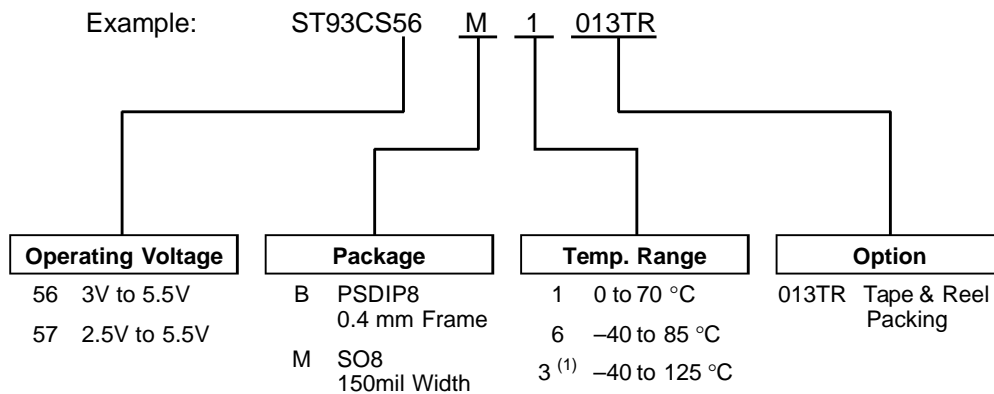 Example: ST93CS56 M 1 013TR
Operating Voltage
56 3V to 5.5V
57 2.5V to 5.5V
Package
B PSDIP8
0.4 mm Frame
M SO8
150mil Width
Temp. Range
1 0 to 70 °C
6 –40 to 85 °C
3 (1) –40 to 125 °C
Option
013TR Tape & Reel
Packing